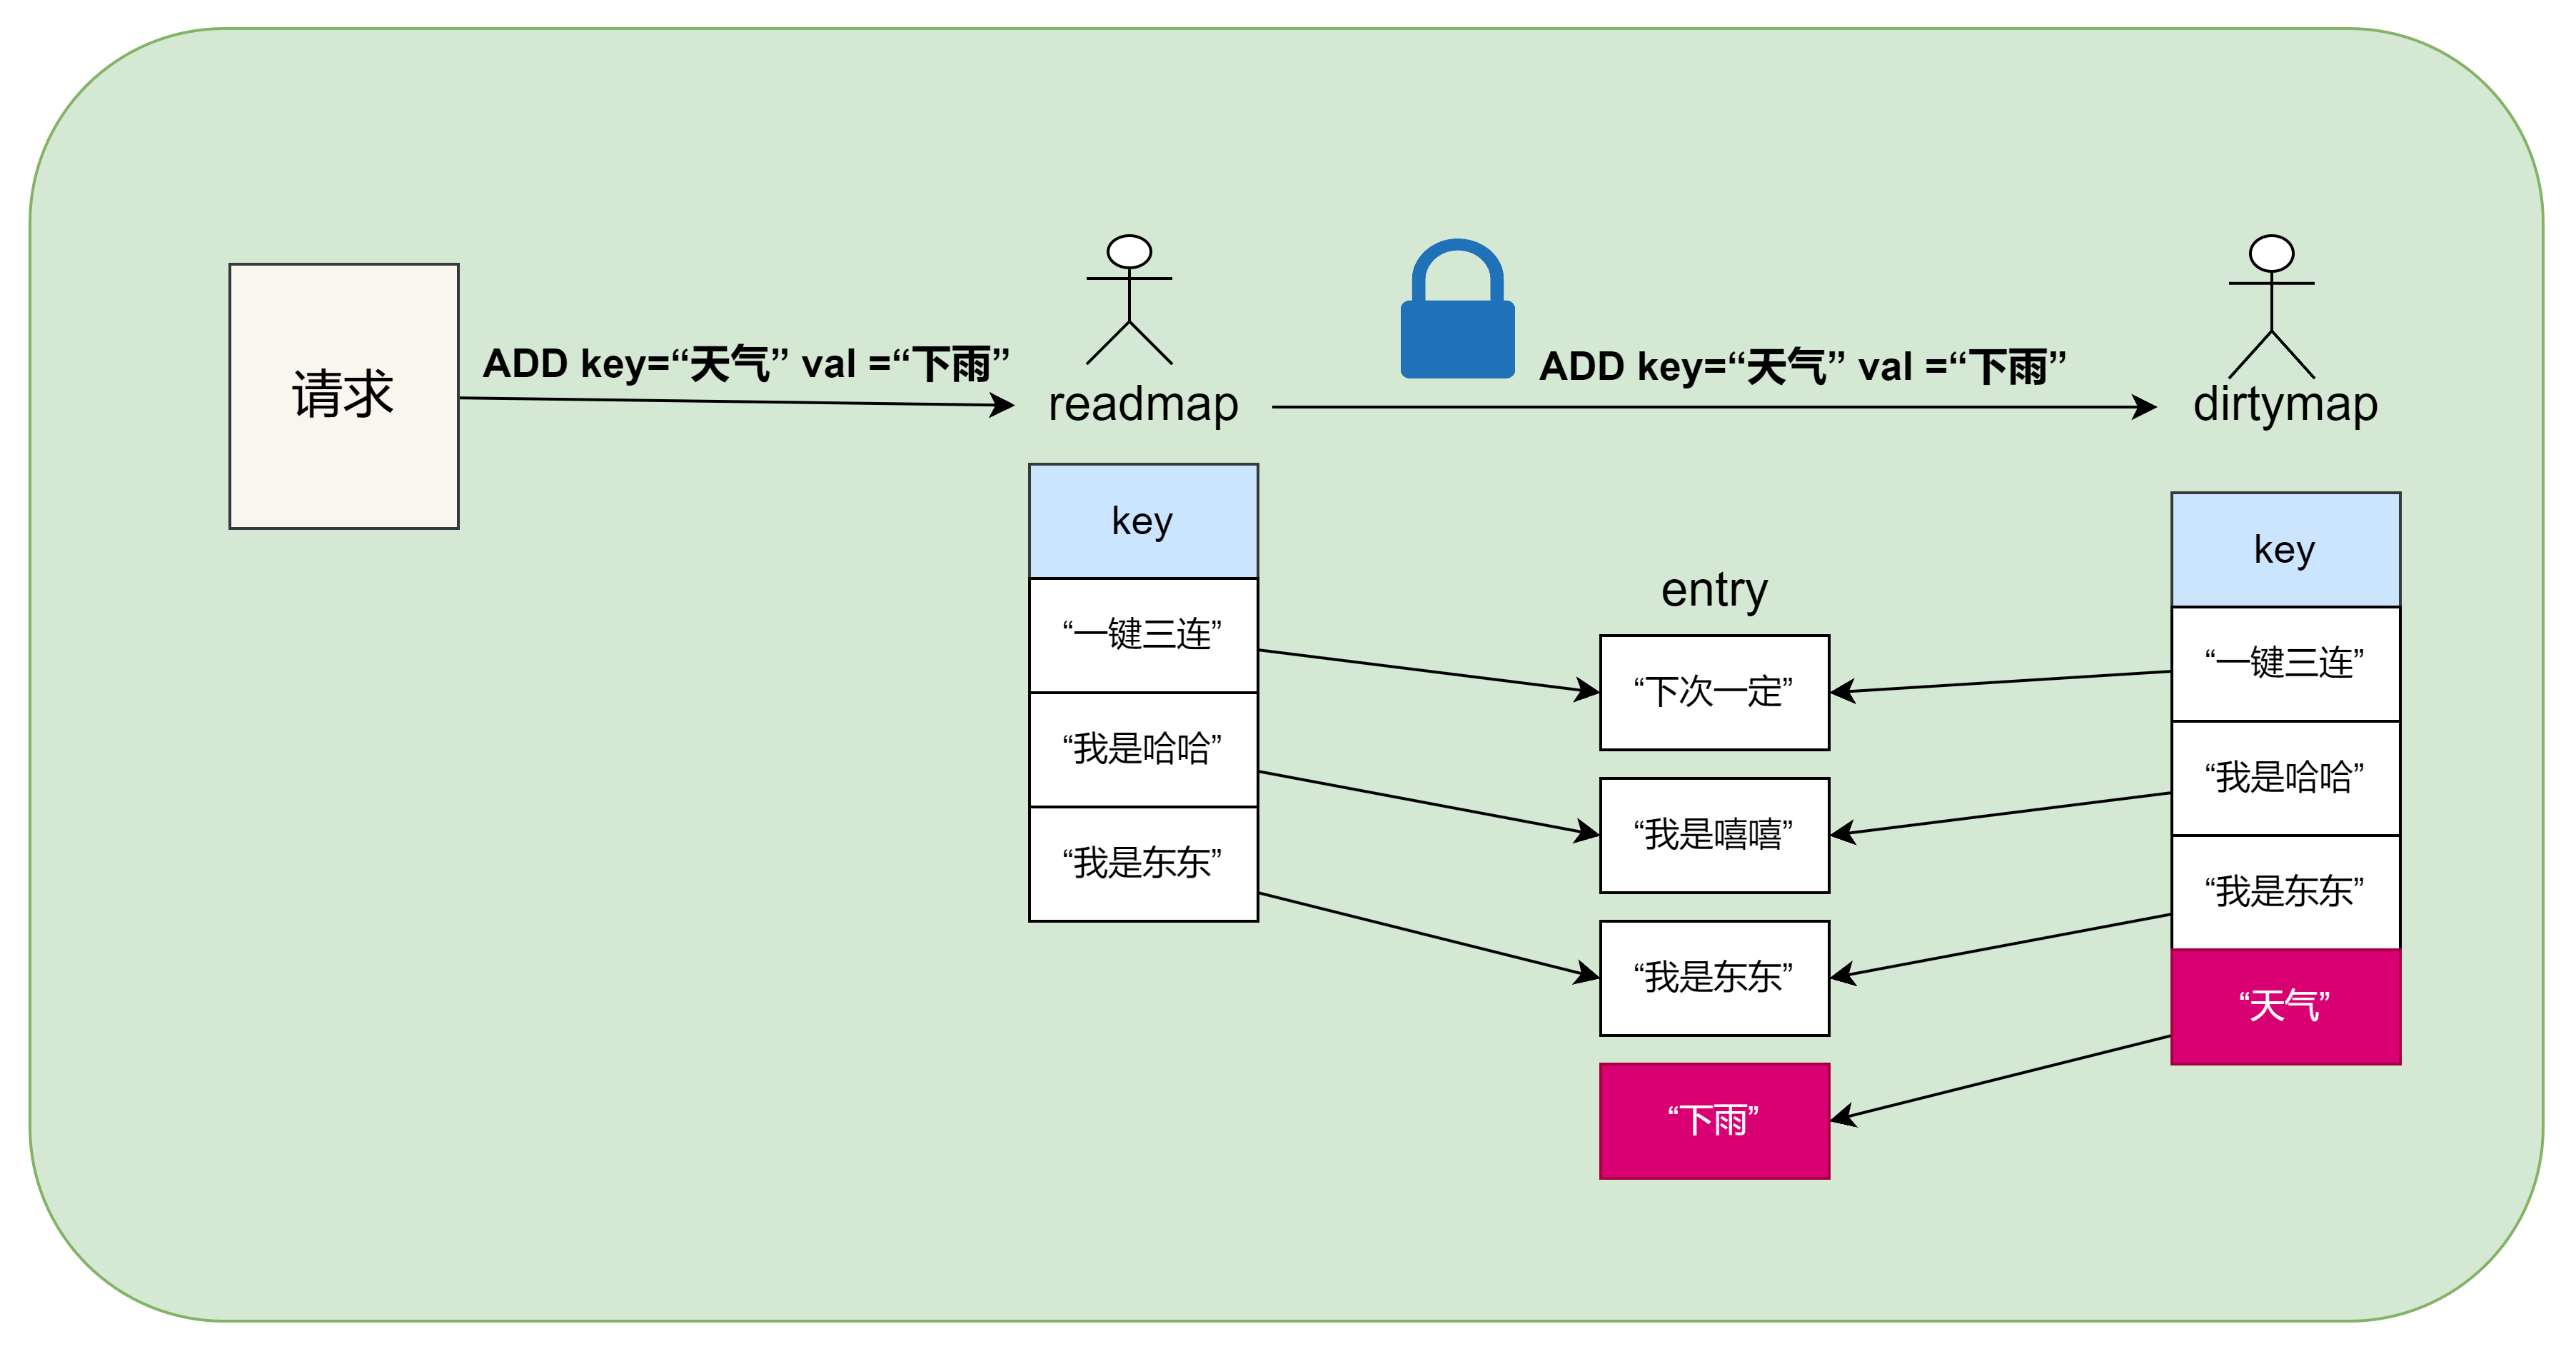 请求
ADD key=“天气” val =“下雨”
readmap
ADD key=“天气” val =“下雨”
dirtymap
key
“一键三连”
“我是哈哈”
“我是东东”
entry
“下次一定”
“我是嘻嘻”
“我是东东”
“下雨”
key
“一键三连”
“我是哈哈”
“我是东东”
“天气”